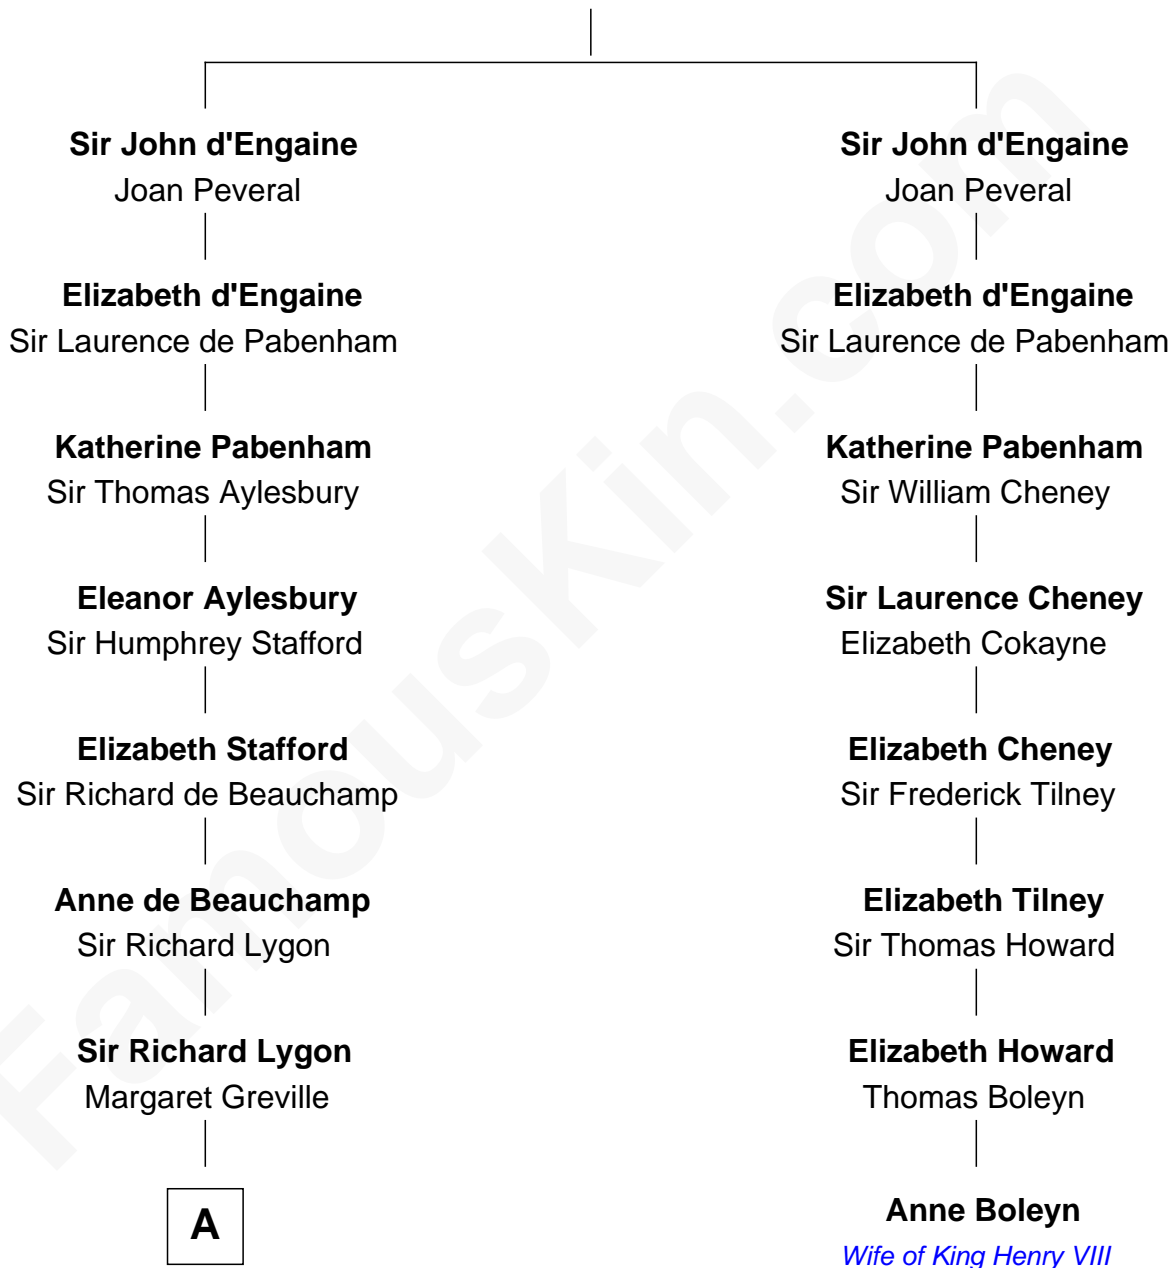 Sir John d'Engaine
Joan Peveral
Elizabeth d'Engaine
Sir Laurence de Pabenham
Katherine Pabenham
Sir Thomas Aylesbury
Eleanor Aylesbury
Sir Humphrey Stafford
Elizabeth Stafford
Sir Richard de Beauchamp
Anne de Beauchamp
Sir Richard Lygon
Sir Richard Lygon
Margaret Greville
A
Sir John d'Engaine
Joan Peveral
Elizabeth d'Engaine
Sir Laurence de Pabenham
Katherine Pabenham
Sir William Cheney
Sir Laurence Cheney
Elizabeth Cokayne
Elizabeth Cheney
Sir Frederick Tilney
Elizabeth Tilney
Sir Thomas Howard
Elizabeth Howard
Thomas Boleyn
Anne Boleyn
Wife of King Henry VIII
FamousKin.com